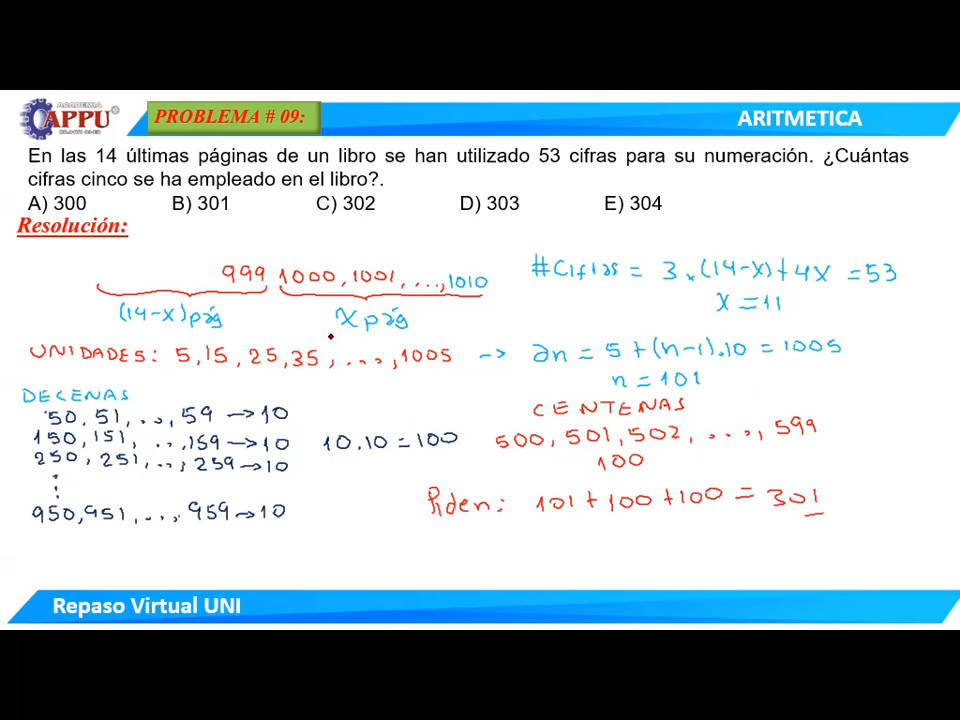 ACADEMIA
APPU
PROBLEMA # 09:
ARITMETICA
En las 14 últimas páginas de un libro se han utilizado 53 cifras para su numeración. ¿Cuántas
cifras cinco se ha empleado en el libro?.
A) 300 B) 301 C) 302 D) 303 E) 304
Resolución:
999 1000, 1001, ..., 1010
(14-x) pág x pág
#Cifras = 3 × (14-x) + 4x = 53
x = 11
UNIDADES: 5, 15, 25, 35, ..., 1005 -> an = 5 + (n-1).10 = 1005
n = 101
DECENAS
50, 51, .., 59 → 10
150, 151, ..., 159 → 10
250, 251, ..., 259 → 10
⋮
950, 951, ..., 959 → 10
10.10 = 100
CENTENAS
500, 501, 502, ..., 599
100
Piden: 101 + 100 + 100 = 301
Repaso Virtual UNI